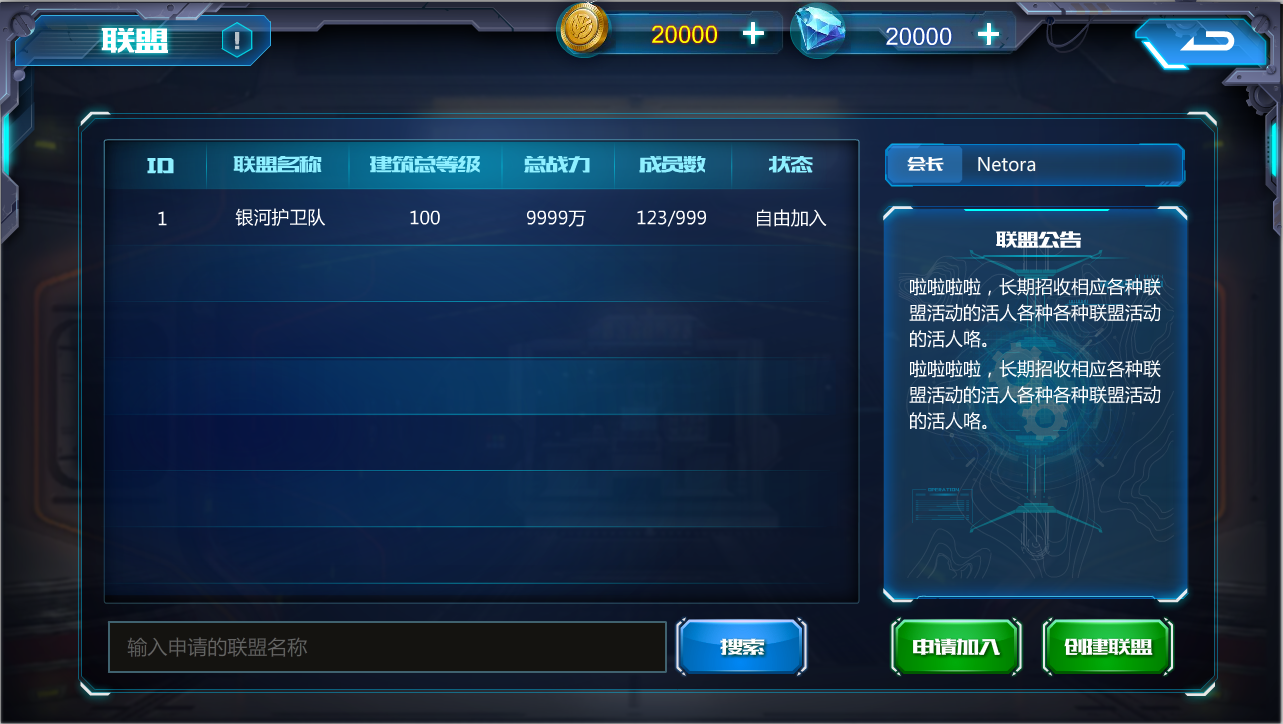 联盟 !
20000
20000
ID 联盟名称 建筑总等级 总战力 成员数 状态
1 银河护卫队 100 9999万 123/999 自由加入
会长 Netora
联盟公告
啦啦啦啦，长期招收相应各种联
盟活动的活人各种各种联盟活动
的活人咯。
啦啦啦啦，长期招收相应各种联
盟活动的活人各种各种联盟活动
的活人咯。
输入申请的联盟名称
搜索
申请加入
创建联盟